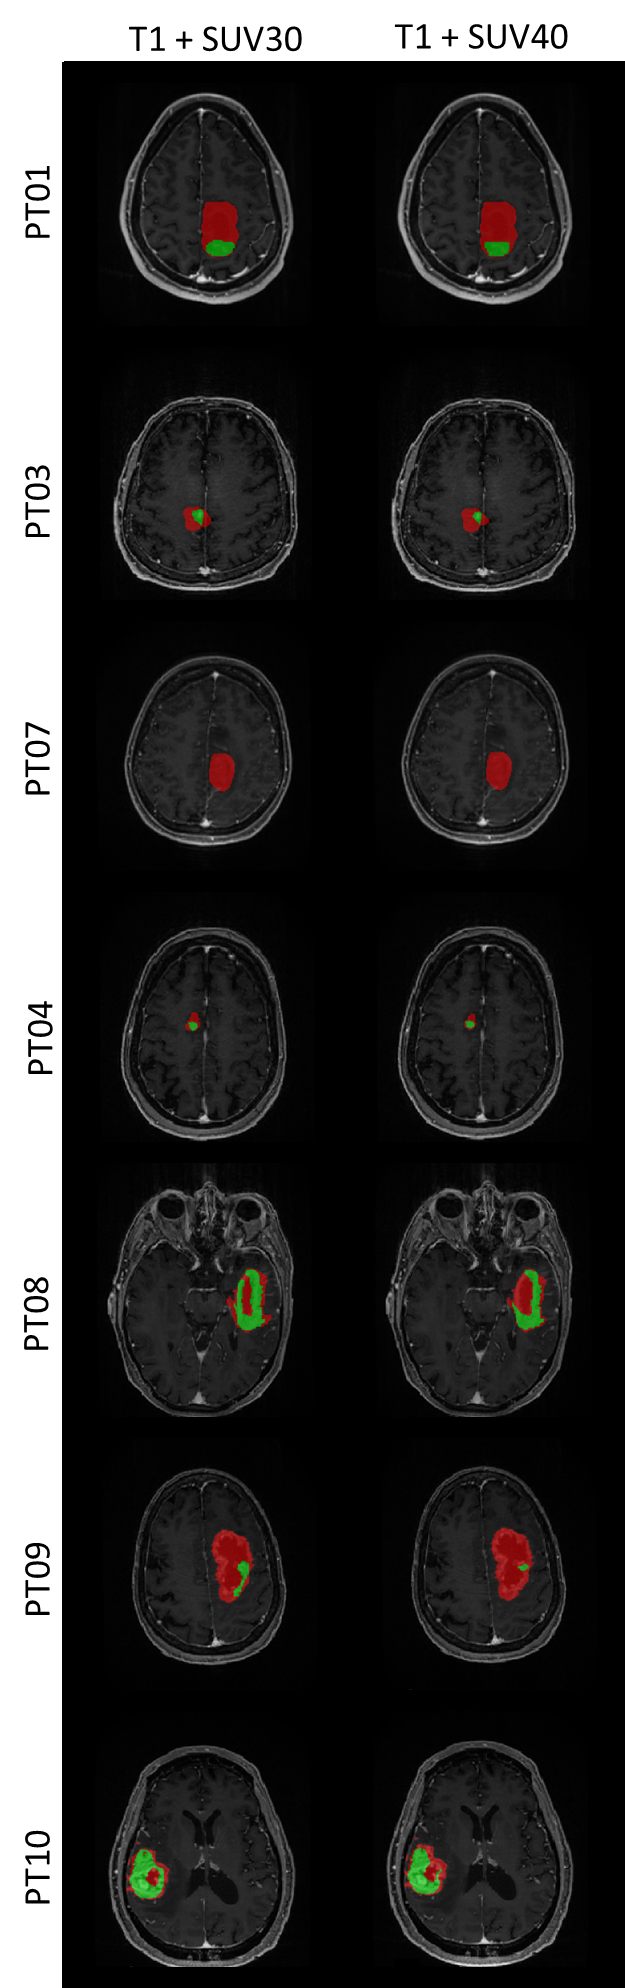 T1 + SUV30
T1 + SUV40
PT01
PT03
PT07
PT04
PT08
PT09
PT10